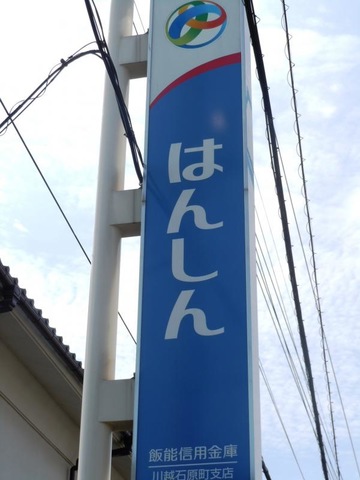 はんしん
飯能信用金庫
川越石原町支店